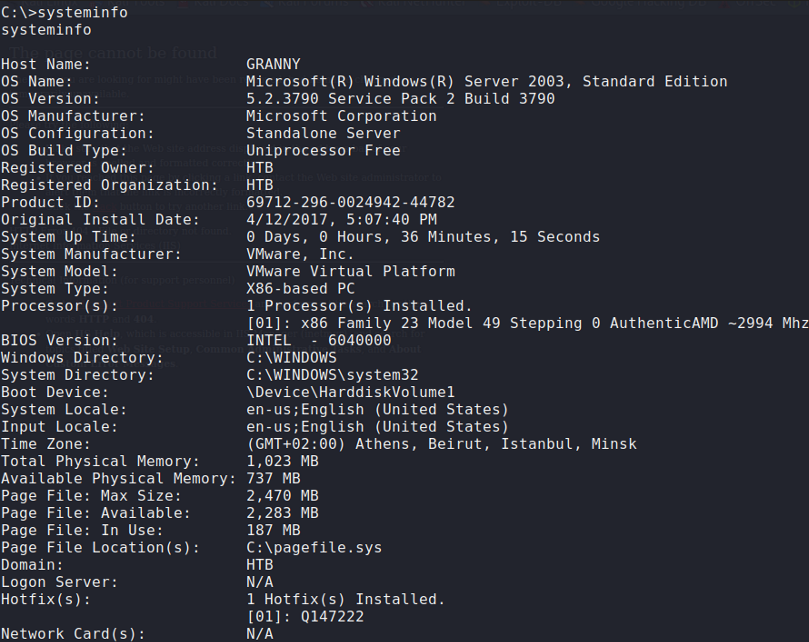 C:\>systeminfo
systeminfo
The page cannot be found
Host Name: GRANNY
OS Name: Microsoft(R) Windows(R) Server 2003, Standard Edition
OS Version: 5.2.3790 Service Pack 2 Build 3790
OS Manufacturer: Microsoft Corporation
OS Configuration: Standalone Server
OS Build Type: Uniprocessor Free
Registered Owner: HTB
Registered Organization: HTB
Product ID: 69712-296-0024942-44782
Original Install Date: 4/12/2017, 5:07:40 PM
System Up Time: 0 Days, 0 Hours, 36 Minutes, 15 Seconds
System Manufacturer: VMware, Inc.
System Model: VMware Virtual Platform
System Type: X86-based PC
Processor(s): 1 Processor(s) Installed.
[01]: x86 Family 23 Model 49 Stepping 0 AuthenticAMD ~2994 Mhz
BIOS Version: INTEL  - 6040000
Windows Directory: C:\WINDOWS
System Directory: C:\WINDOWS\system32
Boot Device: \Device\HarddiskVolume1
System Locale: en-us;English (United States)
Input Locale: en-us;English (United States)
Time Zone: (GMT+02:00) Athens, Beirut, Istanbul, Minsk
Total Physical Memory: 1,023 MB
Available Physical Memory: 737 MB
Page File: Max Size: 2,470 MB
Page File: Available: 2,283 MB
Page File: In Use: 187 MB
Page File Location(s): C:\pagefile.sys
Domain: HTB
Logon Server: N/A
Hotfix(s): 1 Hotfix(s) Installed.
[01]: Q147222
Network Card(s): N/A